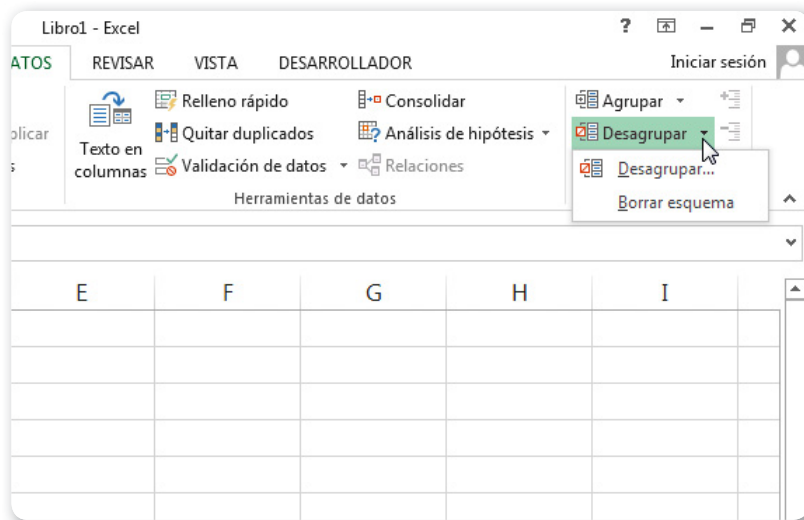 Libro1 - Excel ?
ATOS REVISAR VISTA DESARROLLADOR Iniciar sesión
Relleno rápido Consolidar Agrupar
plicar Texto en columnas Quitar duplicados Análisis de hipótesis Desagrupar
s Validación de datos Relaciones Desagrupar...
Herramientas de datos Borrar esquema
E F G H I